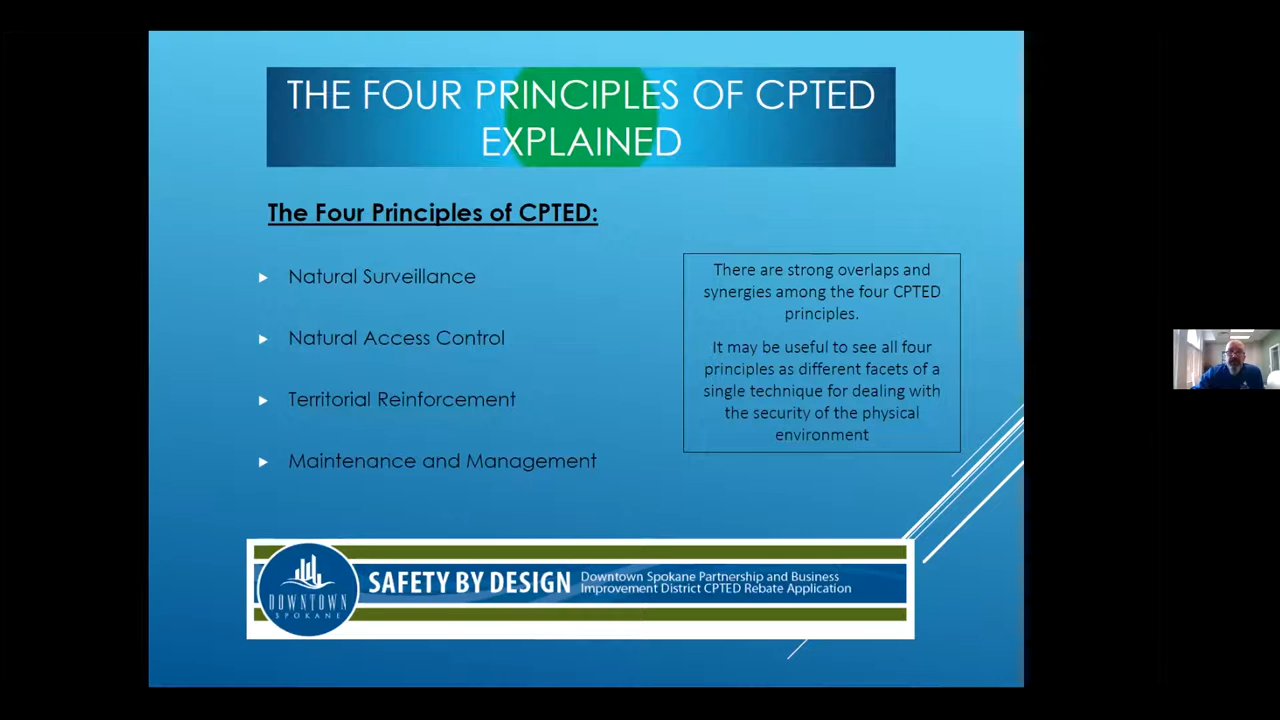 THE FOUR PRINCIPLES OF CPTED
EXPLAINED
The Four Principles of CPTED:
Natural Surveillance
Natural Access Control
Territorial Reinforcement
Maintenance and Management
There are strong overlaps and
synergies among the four CPTED
principles.
It may be useful to see all four
principles as different facets of a
single technique for dealing with
the security of the physical
environment
DOWNTOWN
SPOKANE
SAFETY BY DESIGN
Downtown Spokane Partnership and Business
Improvement District CPTED Rebate Application